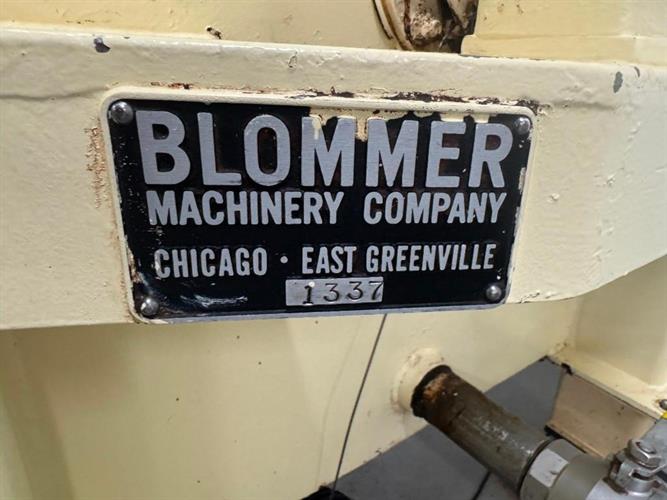 BLOMMER
MACHINERY COMPANY
CHICAGO · EAST GREENVILLE
1337